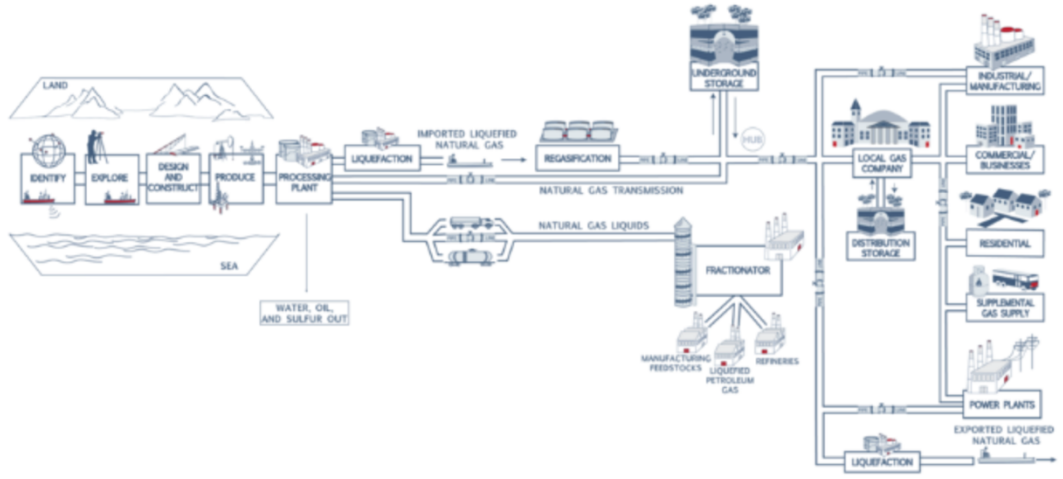 LAND
UNDERGROUND
STORAGE
HUB
INDUSTRIAL/
MANUFACTURING
IDENTIFY
EXPLORE
DESIGN
AND
CONSTRUCT
PRODUCE
PROCESSING
PLANT
LIQUEFACTION
IMPORTED LIQUEFIED
NATURAL GAS
REGASIFICATION
LOCAL GAS
COMPANY
COMMERCIAL/
BUSINESSES
NATURAL GAS TRANSMISSION
NATURAL GAS LIQUIDS
DISTRIBUTION
STORAGE
RESIDENTIAL
SEA
FRACTIONATOR
WATER, OIL,
AND SULFUR OUT
SUPPLEMENTAL
GAS SUPPLY
MANUFACTURING
FEEDSTOCKS
LIQUEFIED
PETROLEUM
GAS
REFINERIES
POWER PLANTS
EXPORTED LIQUEFIED
NATURAL GAS
LIQUEFACTION